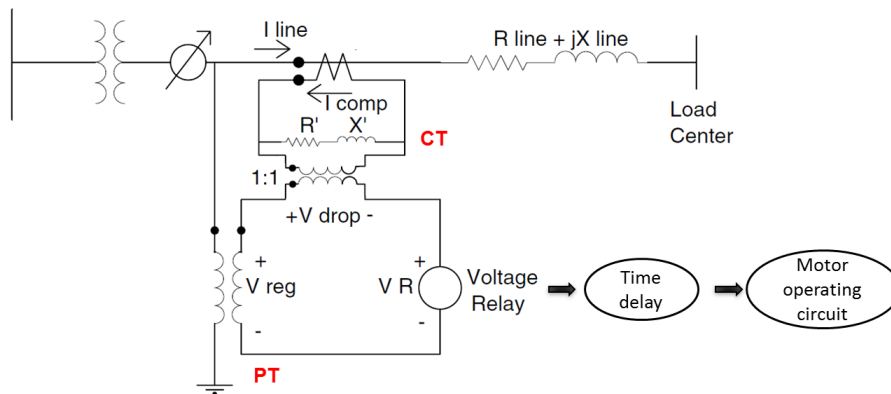 I line
R line + jX line
I comp
R' X'
CT
Load
Center
1:1
+V drop -
+
V reg
-
+
V R
-
Voltage
Relay
Time
delay
Motor
operating
circuit
PT